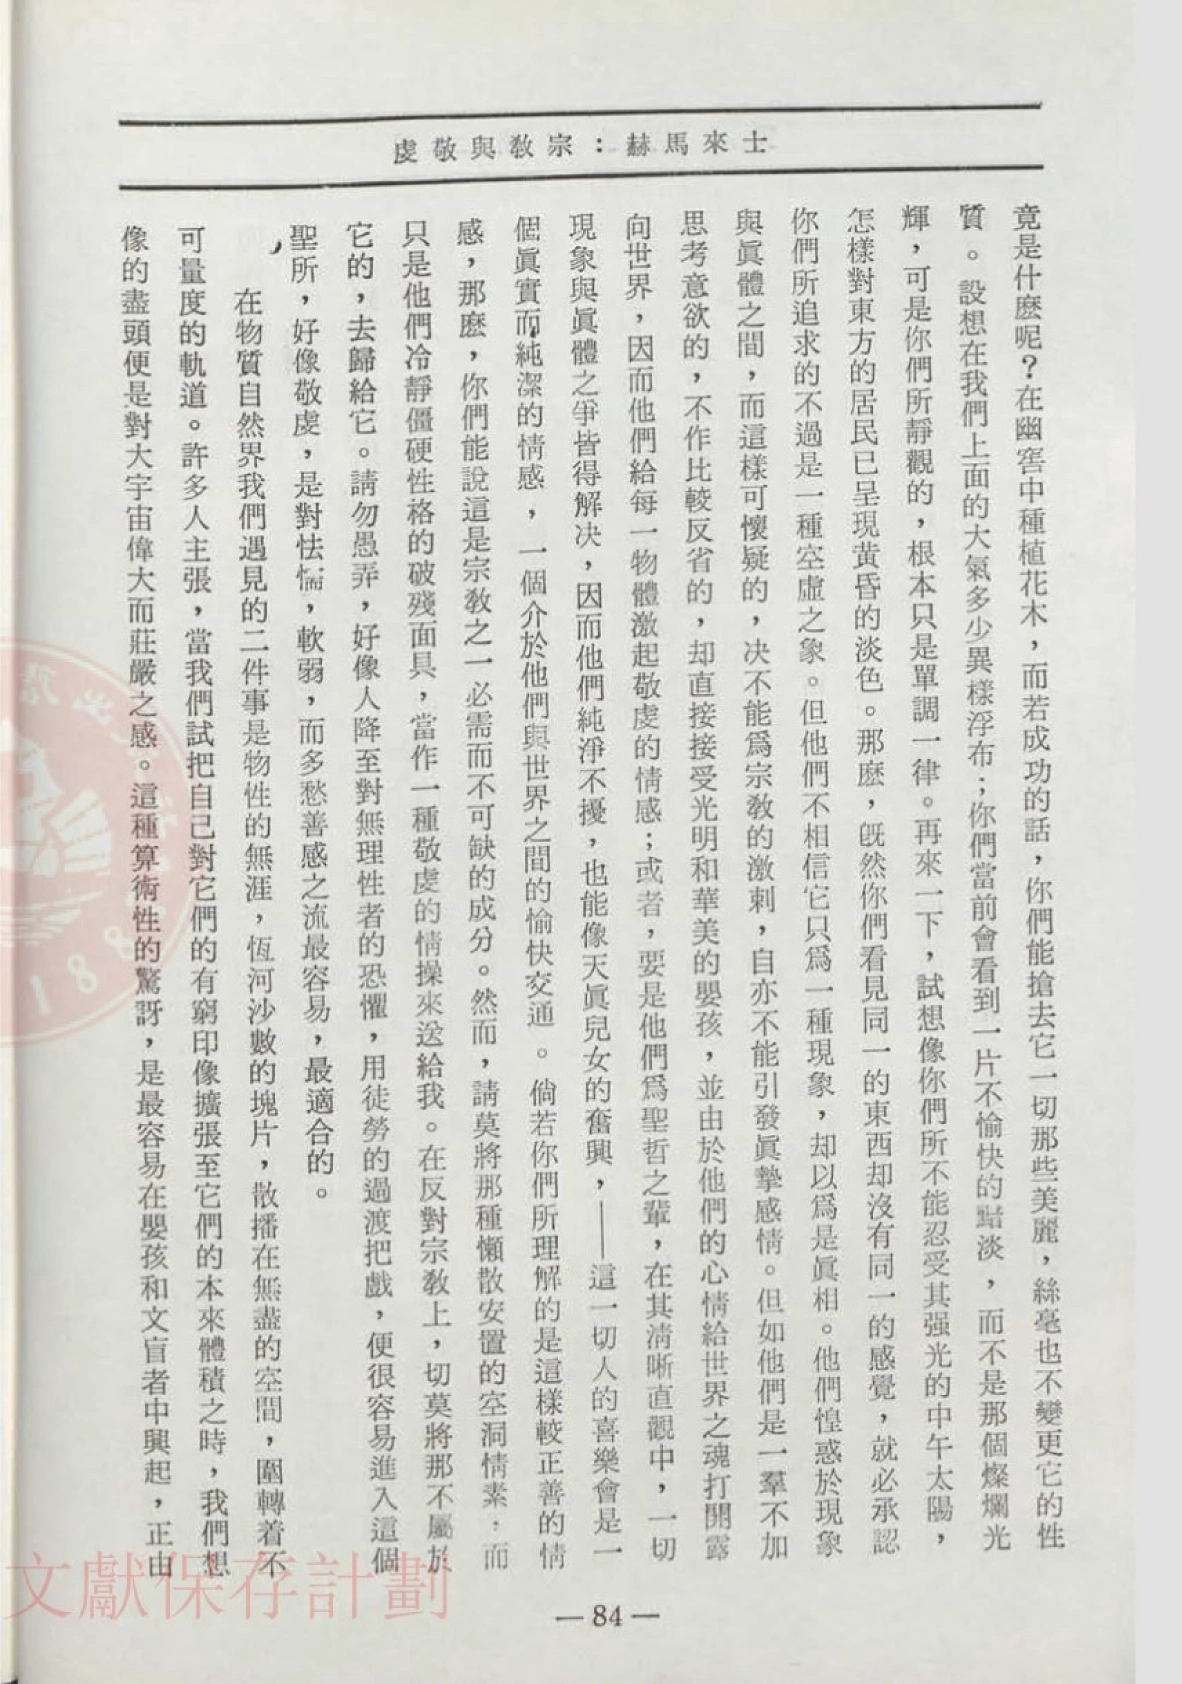 士來馬赫：宗教與敬虔
竟是什麽呢？在幽窖中種植花木，而若成功的話，你們能搶去它一切那些美麗，絲毫也不變更它的性
質。設想在我們上面的大氣多少異樣浮布；你們當前會看到一片不愉快的黯淡，而不是那個燦爛光
輝，可是你們所靜觀的，根本只是單調一律。再來一下，試想像你們所不能忍受其强光的中午太陽，
怎樣對東方的居民已呈現黃昏的淡色。那麽，旣然你們看見同一的東西却沒有同一的感覺，就必承認
你們所追求的不過是一種空虛之象。但他們不相信它只爲一種現象，却以爲是眞相。他們惶惑於現象
與眞體之間，而這樣可懷疑的，决不能爲宗教的激刺，自亦不能引發眞摯感情。但如他們是一羣不加
思考意欲的，不作比較反省的，却直接接受光明和華美的嬰孩，並由於他們的心情給世界之魂打開露
向世界，因而他們給每一物體激起敬虔的情感；或者，要是他們爲聖哲之輩，在其淸晰直觀中，一切
現象與眞體之爭皆得解决，因而他們純淨不擾，也能像天眞兒女的奮興，——這一切人的喜樂會是一
個眞實而純潔的情感，一個介於他們與世界之間的愉快交通。倘若你們所理解的是這樣較正善的情
感，那麽，你們能說這是宗教之一必需而不可缺的成分。然而，請莫將那種懶散安置的空洞情素，而
只是他們冷靜僵硬性格的破殘面具，當作一種敬虔的情操來送給我。在反對宗教上，切莫將那不屬於
它的，去歸給它。請勿愚弄，好像人降至對無理性者的恐懼，用徒勞的過渡把戲，便很容易進入這個
聖所，好像敬虔，是對怯懦，軟弱，而多愁善感之流最容易，最適合的。
在物質自然界我們遇見的二件事是物性的無涯，恆河沙數的塊片，散播在無盡的空間，圍轉着不
可量度的軌道。許多人主張，當我們試把自己對它們的有窮印像擴張至它們的本來體積之時，我們想
像的盡頭便是對大宇宙偉大而莊嚴之感。這種算術性的驚訝，是最容易在嬰孩和文盲者中興起，正由
—84—
文獻保存計劃
188